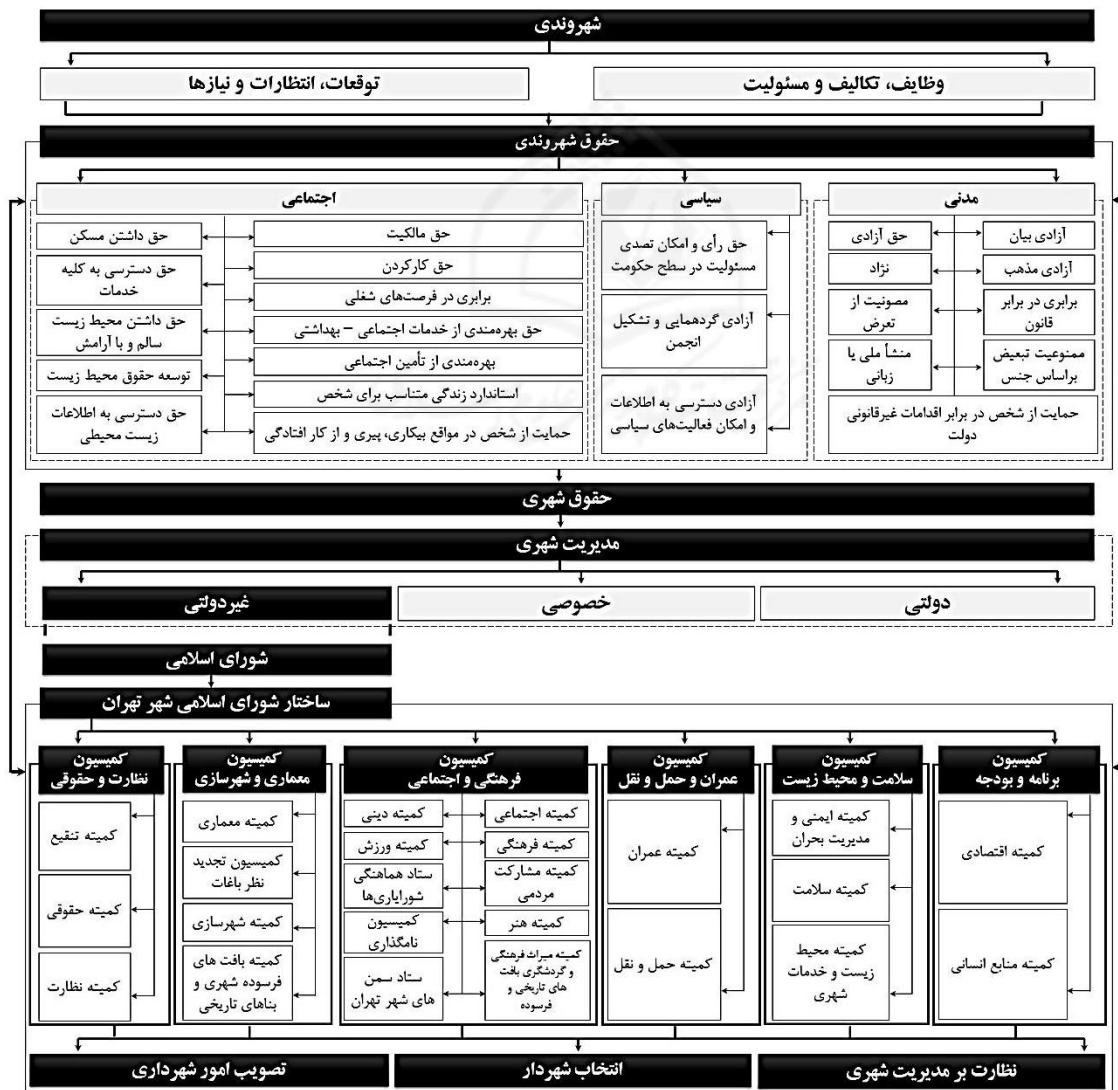 شهروندی
وظایف، تکالیف و مسئولیت
توقعات، انتظارات و نیازها
حقوق شهروندی
مدنی
آزادی بیان
حق آزادی
آزادی مذهب
نژاد
برابری در برابر
قانون
مصونیت از
تعرض
ممنوعیت تبعیض
براساس جنس
منشأ ملی یا
زبانی
حمایت از شخص در برابر اقدامات غیرقانونی
دولت
سیاسی
حق رأی و امکان تصدی
مسئولیت در سطح حکومت
آزادی گردهمایی و تشکیل
انجمن
آزادی دسترسی به اطلاعات
و امکان فعالیت‌های سیاسی
اجتماعی
حق مالکیت
حق کارکردن
برابری در فرصت‌های شغلی
حق بهره‌مندی از خدمات اجتماعی – بهداشتی
بهره‌مندی از تأمین اجتماعی
استاندارد زندگی متناسب برای شخص
حمایت از شخص در مواقع بیکاری، پیری و از کار افتادگی
حق داشتن مسکن
حق دسترسی به کلیه
خدمات
حق داشتن محیط زیست
سالم و با آرامش
توسعه حقوق محیط زیست
حق دسترسی به اطلاعات
زیست محیطی
حقوق شهری
مدیریت شهری
دولتی
خصوصی
غیردولتی
شورای اسلامی
ساختار شورای اسلامی شهر تهران
کمیسیون
برنامه و بودجه
کمیته اقتصادی
کمیته منابع انسانی
کمیسیون
سلامت و محیط زیست
کمیته ایمنی و
مدیریت بحران
کمیته سلامت
کمیته محیط
زیست و خدمات
شهری
کمیسیون
عمران و حمل و نقل
کمیته عمران
کمیته حمل و نقل
کمیسیون
فرهنگی و اجتماعی
کمیته اجتماعی
کمیته فرهنگی
کمیته مشارکت
مردمی
کمیته هنر
کمیته میراث فرهنگی
و گردشگری بافت
های تاریخی و
فرسوده
کمیته دینی
کمیته ورزش
ستاد هماهنگی
شورایاری‌ها
کمیسیون
نامگذاری
ستاد سمن
های شهر تهران
کمیسیون
معماری و شهرسازی
کمیته معماری
کمیسیون تجدید
نظر باغات
کمیته شهرسازی
کمیته بافت های
فرسوده شهری و
بناهای تاریخی
کمیسیون
نظارت و حقوقی
کمیته تنقیع
کمیته حقوقی
کمیته نظارت
نظارت بر مدیریت شهری
انتخاب شهردار
تصویب امور شهرداری